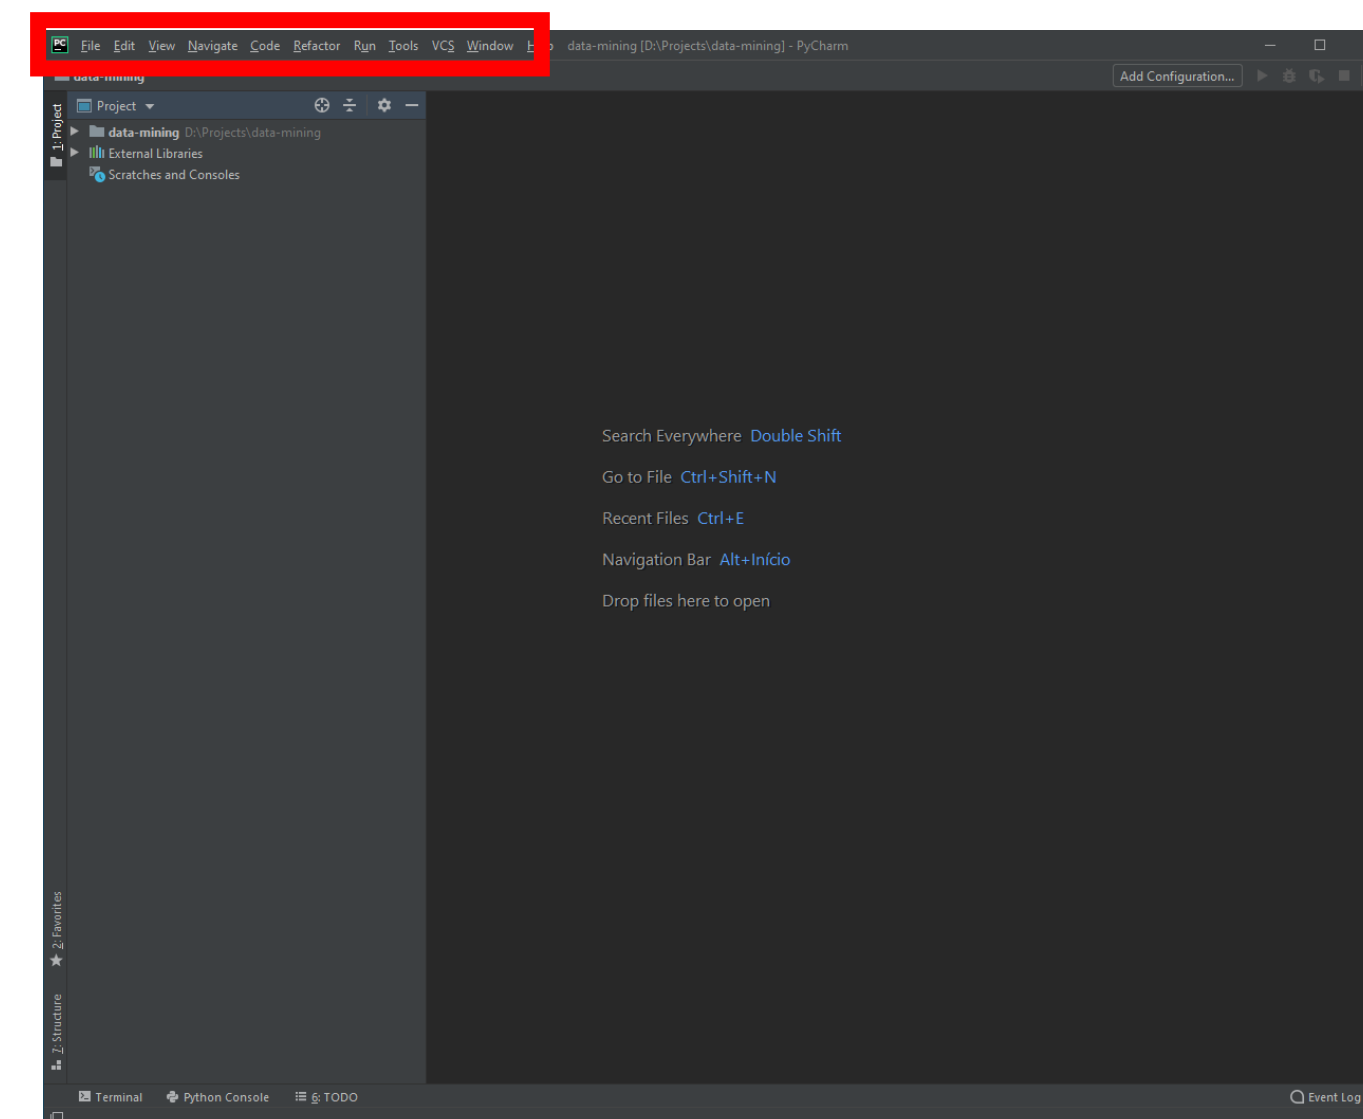 PC File Edit View Navigate Code Refactor Run Tools VCS Window data-mining [D:\Projects\data-mining] - PyCharm
data-mining
Add Configuration...
1: Project
Project
data-mining D:\Projects\data-mining
External Libraries
Scratches and Consoles
Search Everywhere Double Shift
Go to File Ctrl+Shift+N
Recent Files Ctrl+E
Navigation Bar Alt+Início
Drop files here to open
2: Favorites
7: Structure
Terminal Python Console 6: TODO Event Log